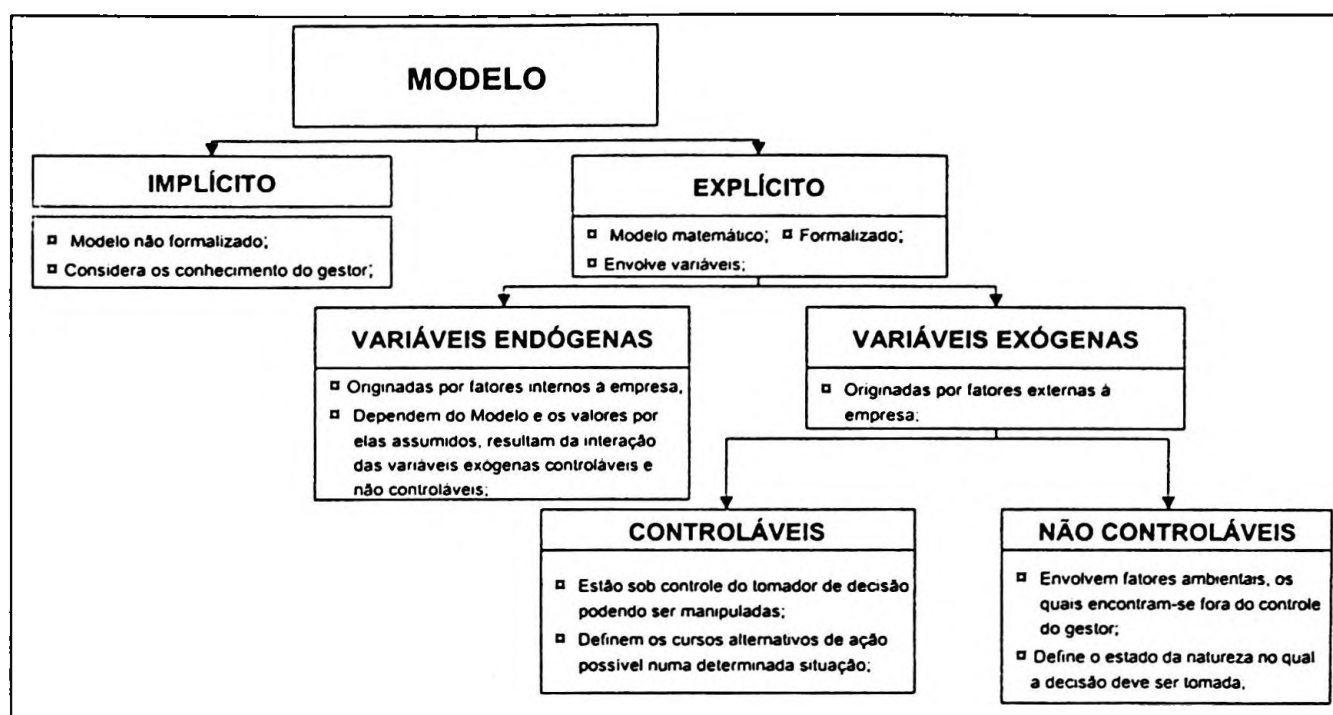 MODELO
IMPLÍCITO
¤ Modelo não formalizado;
¤ Considera os conhecimento do gestor;
EXPLÍCITO
¤ Modelo matemático; ¤ Formalizado;
¤ Envolve variáveis;
VARIÁVEIS ENDÓGENAS
¤ Originadas por fatores internos à empresa,
¤ Dependem do Modelo e os valores por
elas assumidos, resultam da interação
das variáveis exógenas controláveis e
não controláveis;
VARIÁVEIS EXÓGENAS
¤ Originadas por fatores externas à
empresa;
CONTROLÁVEIS
¤ Estão sob controle do tomador de decisão
podendo ser manipuladas;
¤ Definem os cursos alternativos de ação
possível numa determinada situação;
NÃO CONTROLÁVEIS
¤ Envolvem fatores ambientais, os
quais encontram-se fora do controle
do gestor;
¤ Define o estado da natureza no qual
a decisão deve ser tomada,